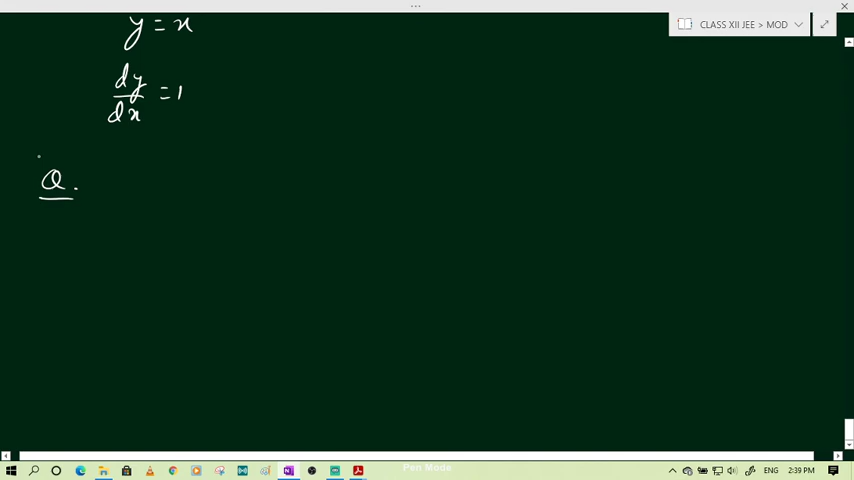 ...
CLASS XII JEE > MOD
y = x
dy/dx = 1
Q.
Pen Mode
ENG 2:39 PM